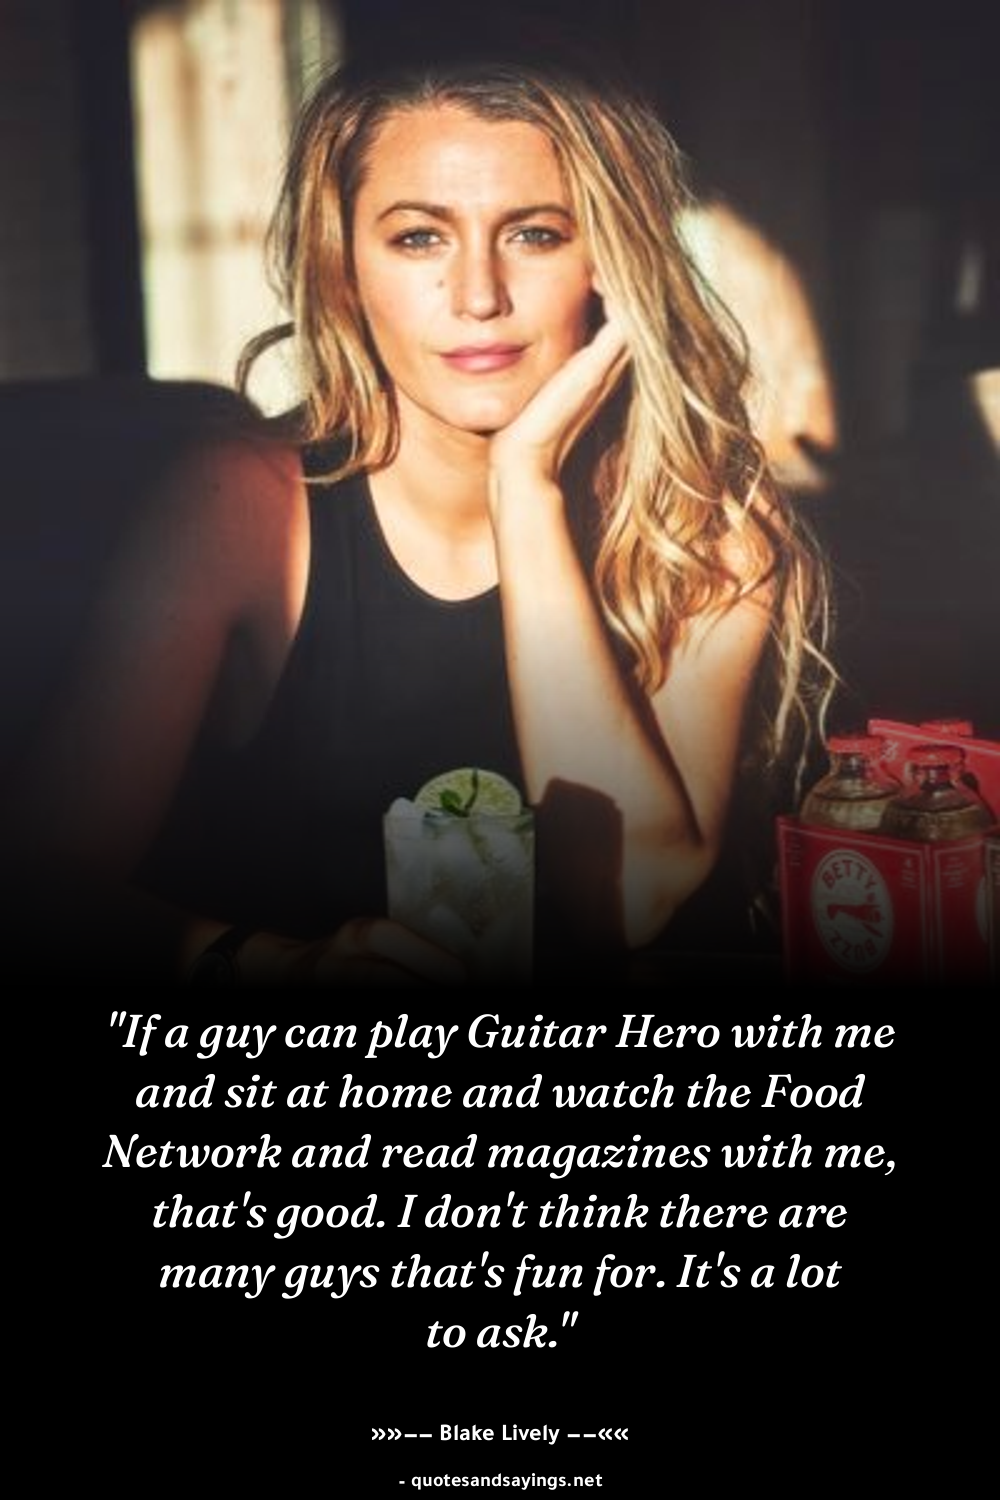 BETTY
BUZZ
"If a guy can play Guitar Hero with me
and sit at home and watch the Food
Network and read magazines with me,
that's good. I don't think there are
many guys that's fun for. It's a lot
to ask."
»»−− Blake Lively −−««
- quotesandsayings.net